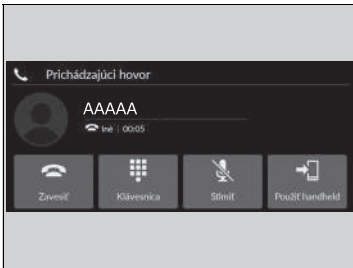 Prichádzajúci hovor
AAAAA
Iné | 00:05
Zavesiť
Klávesnica
Stlmiť
Použiť handheld